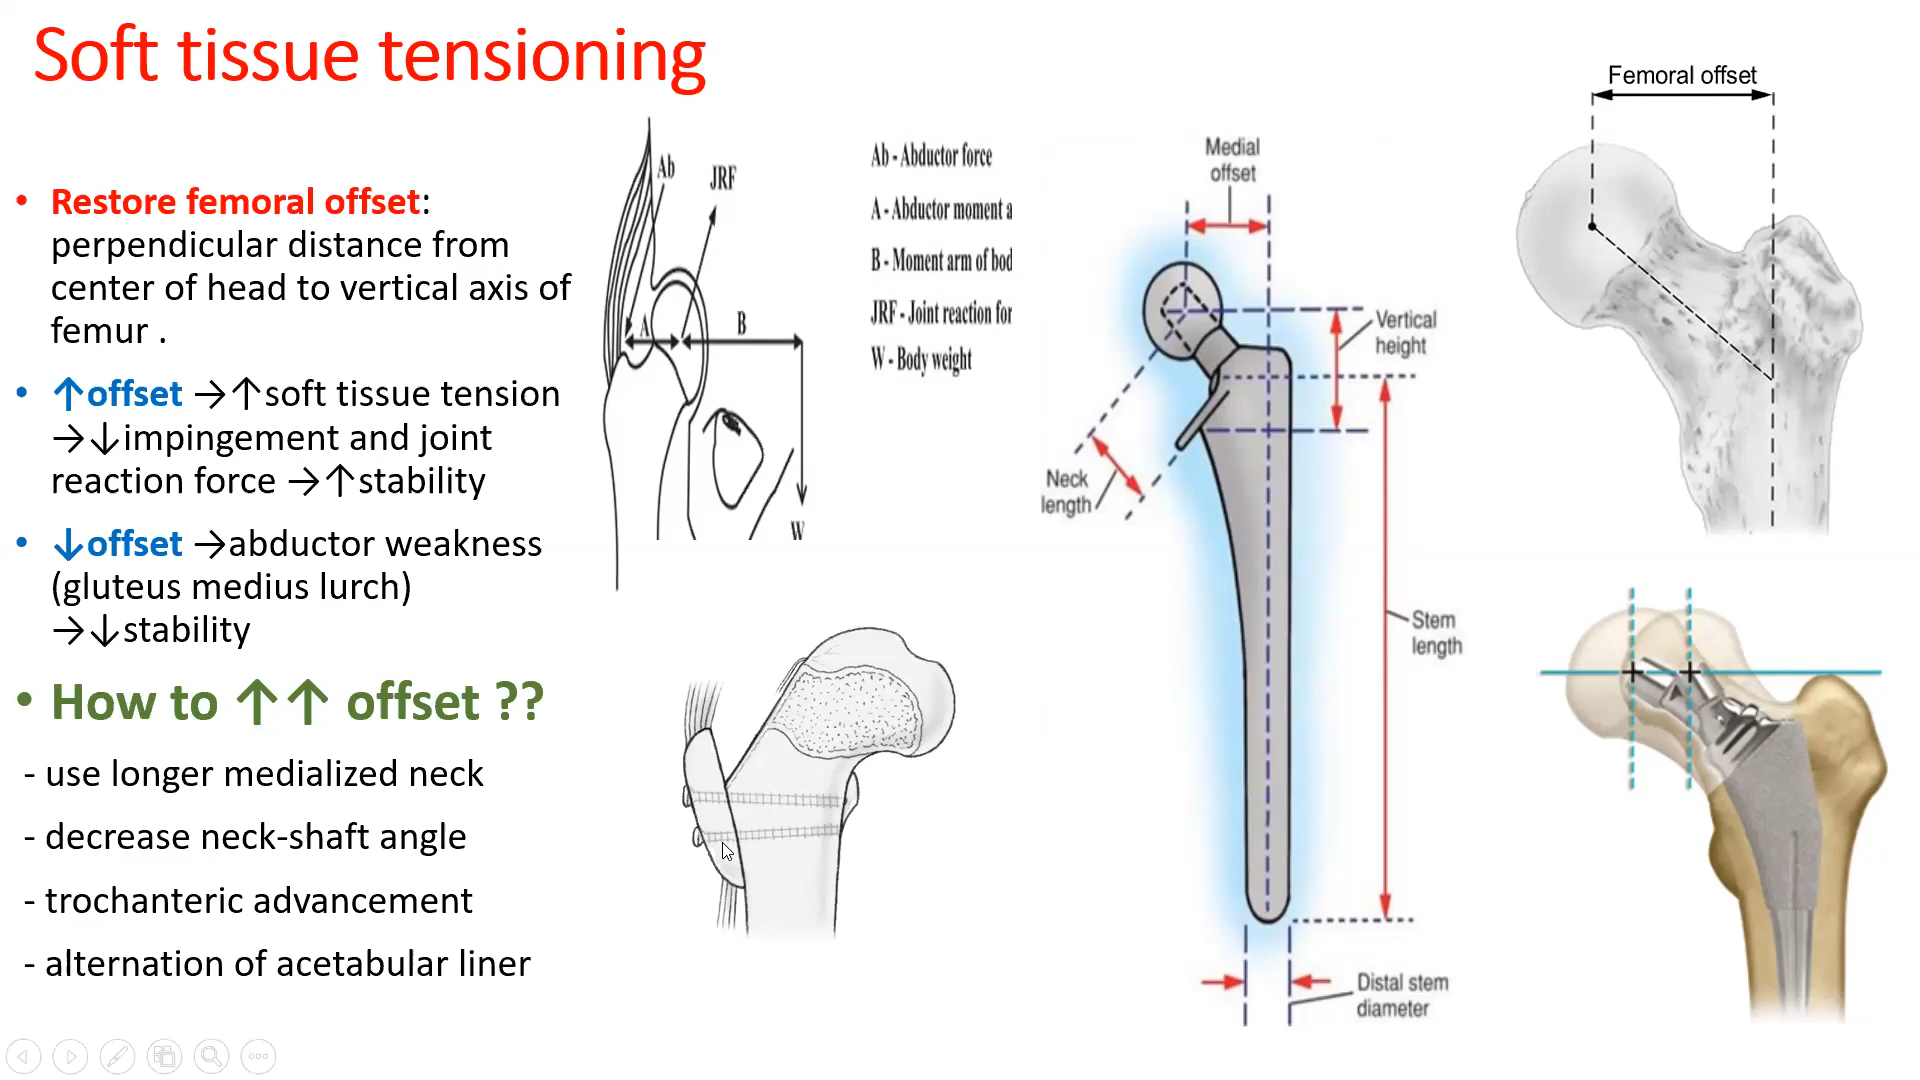 Soft tissue tensioning
• Restore femoral offset:
perpendicular distance from
center of head to vertical axis of
femur .
• ↑offset →↑soft tissue tension
→↓impingement and joint
reaction force →↑stability
• ↓offset →abductor weakness
(gluteus medius lurch)
→↓stability
• How to ↑↑ offset ??
- use longer medialized neck
- decrease neck-shaft angle
- trochanteric advancement
- alternation of acetabular liner
Ab
JRF
A
B
W
Ab - Abductor force
A - Abductor moment a
B - Moment arm of bod
JRF - Joint reaction for
W - Body weight
Medial
offset
Vertical
height
Neck
length
Stem
length
Distal stem
diameter
Femoral offset